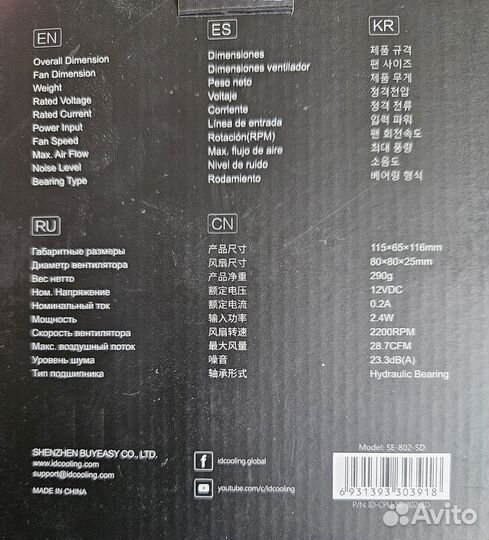 EN
Overall Dimension
Fan Dimension
Weight
Rated Voltage
Rated Current
Power Input
Fan Speed
Max. Air Flow
Noise Level
Bearing Type
ES
Dimensiones
Dimensiones ventilador
Peso neto
Voltaje
Corriente
Línea de entrada
Rotación(RPM)
Max. flujo de aire
Nivel de ruido
Rodamiento
KR
제품 규격
팬 사이즈
제품 무게
정격전압
정격 전류
입력 파워
팬 회전속도
최대 풍량
소음도
베어링 형식
RU
Габаритные размеры
Диаметр вентилятора
Вес нетто
Ном. Напряжение
Номинальный ток
Мощность
Скорость вентилятора
Макс. воздушный поток
Уровень шума
Тип подшипника
CN
产品尺寸
风扇尺寸
产品净重
额定电压
额定电流
输入功率
风扇转速
最大风量
噪音
轴承形式
115×65×116mm
80×80×25mm
290g
12VDC
0.2A
2.4W
2200RPM
28.7CFM
23.3dB(A)
Hydraulic Bearing
SHENZHEN BUYEASY CO., LTD.
www.idcooling.com
support@idcooling.com
MADE IN CHINA
f idcooling.global
YouTube youtube.com/c/idcooling
Model: SE-802-SD
6 931393 303918
P/N: ID-CPU-SE-802-SD
Avito